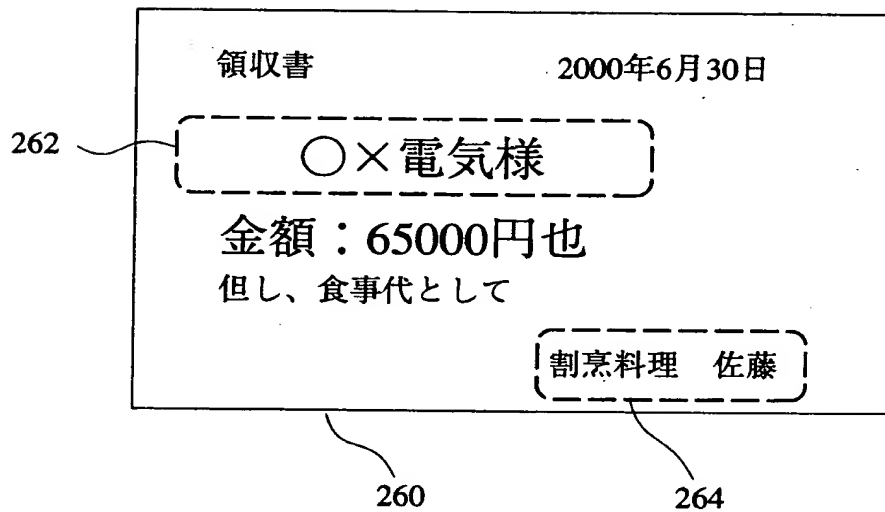 領収書 2000年6月30日
262
○×電気様
金額：65000円也
但し、食事代として
割烹料理 佐藤
260 264